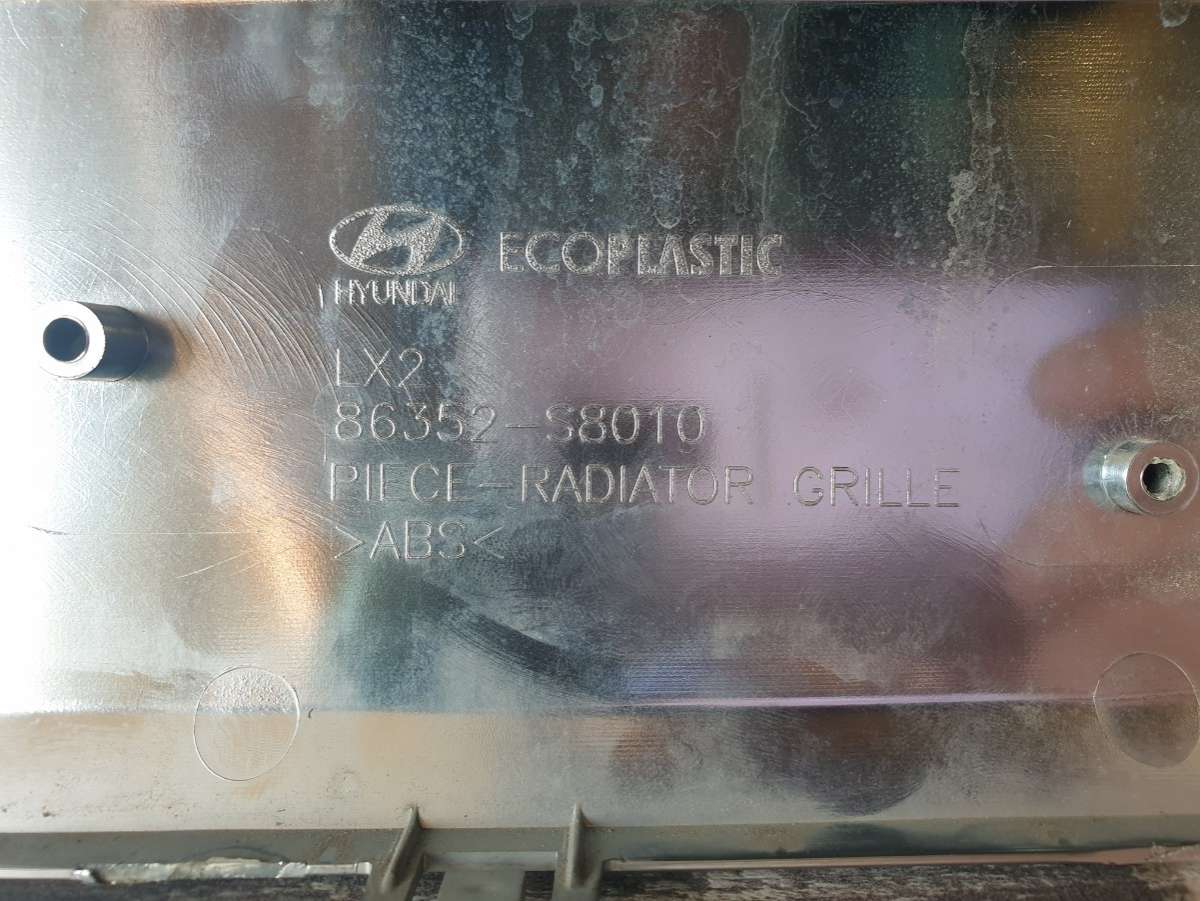 ECOPLASTIC
HYUNDAI
LX2
86352-S8010
PIECE-RADIATOR GRILLE
>ABS<